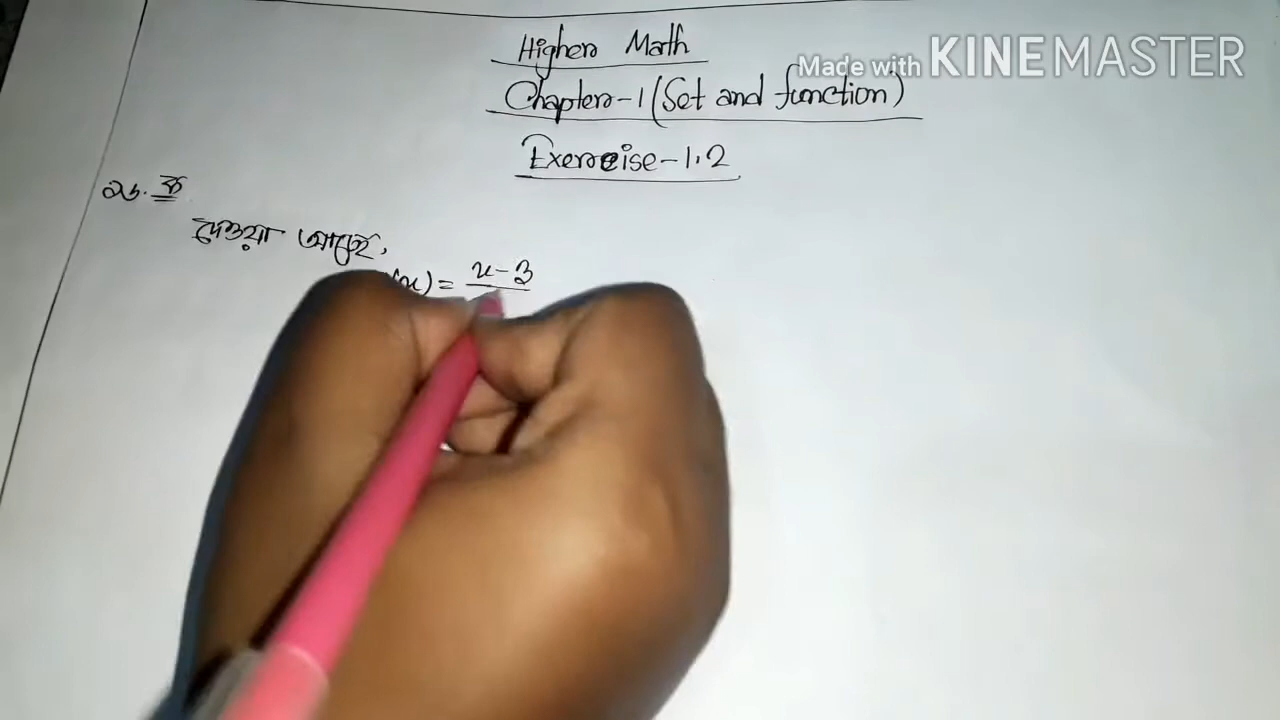 Higher Math
Made with KINEMASTER
Chapter-1 (Set and function)
Exercise-1.2
২৬. ক
দেওয়া আছে,
(x) = x-3